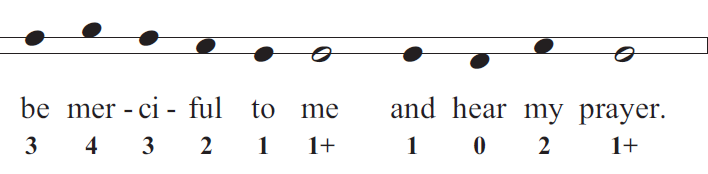 be mer - ci - ful to me and hear my prayer.
3 4 3 2 1 1+ 1 0 2 1+